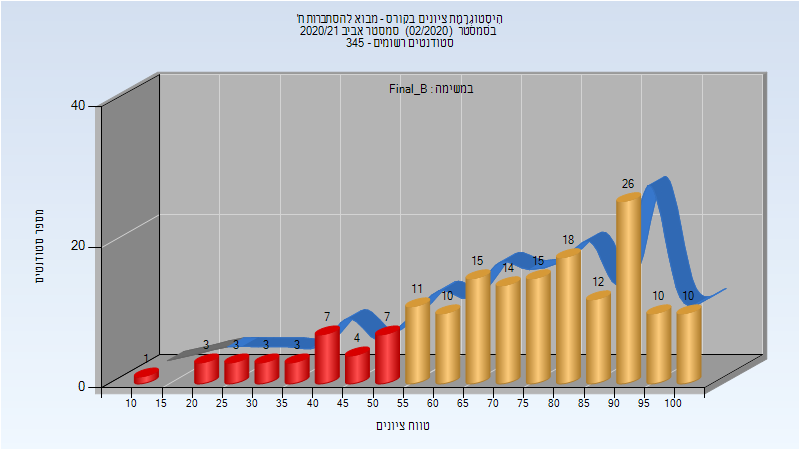 היסטוגרמת ציונים בקורס - מבוא להסתברות ח'
בסמסטר (02/2020) סמסטר אביב 2020/21
סטודנטים רשומים - 345
במשימה : Final_B
מספר סטודנטים
40
20
0
1 3 3 3 3 7 4 7 11 10 15 14 15 18 12 26 10 10
10 15 20 25 30 35 40 45 50 55 60 65 70 75 80 85 90 95 100
טווח ציונים